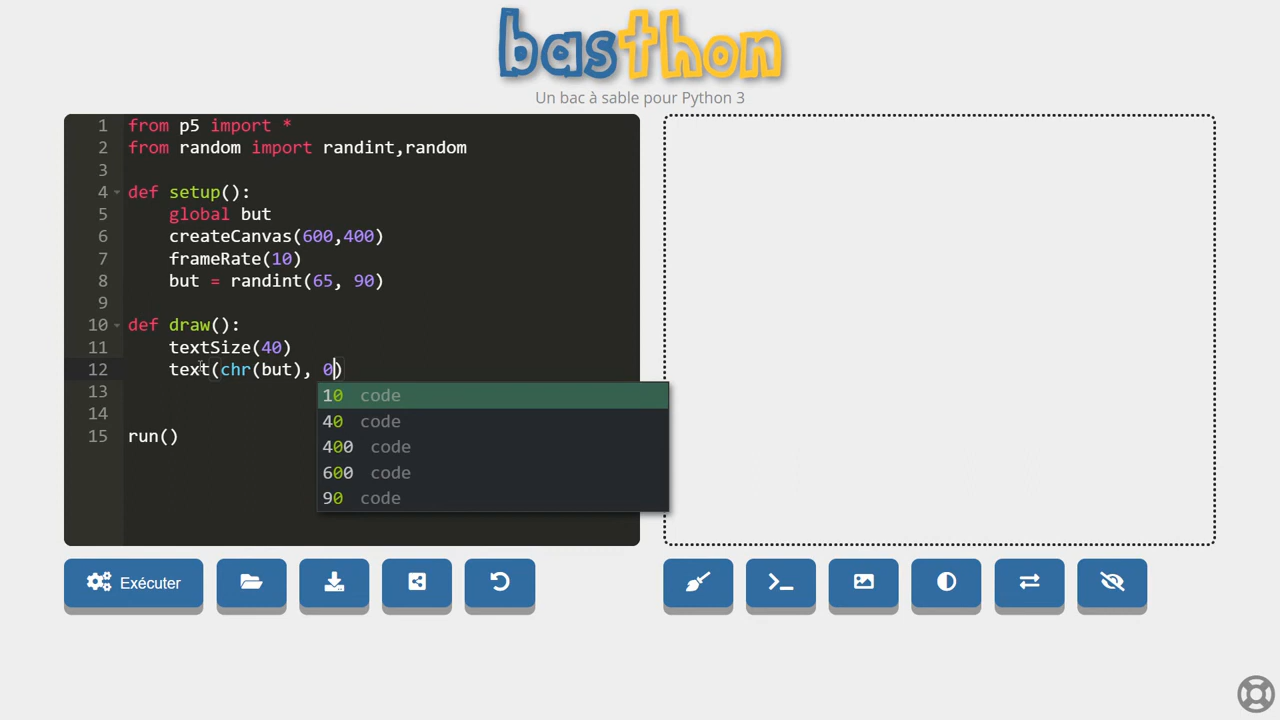 basthon
Un bac à sable pour Python 3
1 from p5 import *
2 from random import randint,random
3
4 def setup():
5 global but
6 createCanvas(600,400)
7 frameRate(10)
8 but = randint(65, 90)
9
10 def draw():
11 textSize(40)
12 text(chr(but), 0)
13
14
15 run()
10 code
40 code
400 code
600 code
90 code
Exécuter